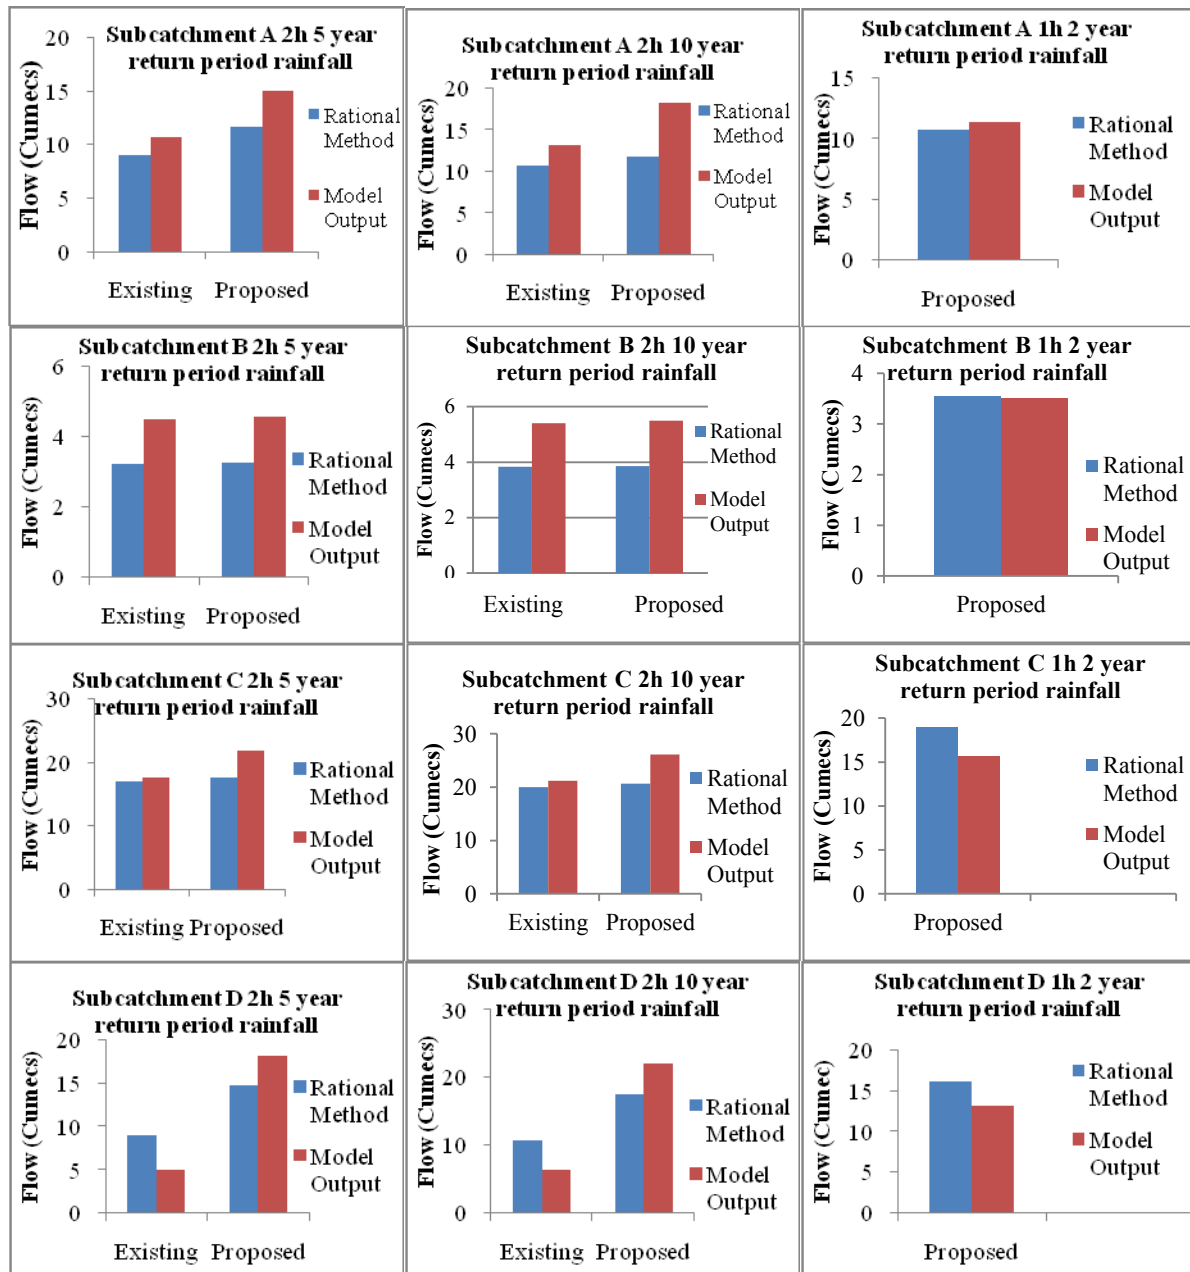 Subcatchment A 2h 5 year
return period rainfall
Flow (Cumecs)
20
15
10
5
0
Existing Proposed
Rational
Method
Model
Output
Subcatchment A 2h 10 year
return period rainfall
Flow (Cumecs)
20
15
10
5
0
Existing Proposed
Rational
Method
Model
Output
Subcatchment A 1h 2 year
return period rainfall
Flow (Cumecs)
15
10
5
0
Proposed
Rational
Method
Model
Output
Subcatchment B 2h 5 year
return period rainfall
Flow (Cumecs)
6
4
2
0
Existing Proposed
Rational
Method
Model
Output
Subcatchment B 2h 10 year
return period rainfall
Flow (Cumecs)
6
4
2
0
Existing Proposed
Rational
Method
Model
Output
Subcatchment B 1h 2 year
return period rainfall
Flow (Cumecs)
4
3
2
1
0
Proposed
Rational
Method
Model
Output
Subcatchment C 2h 5 year
return period rainfall
Flow (Cumecs)
30
20
10
0
Existing Proposed
Rational
Method
Model
Output
Subcatchment C 2h 10 year
return period rainfall
Flow (Cumecs)
30
20
10
0
Existing Proposed
Rational
Method
Model
Output
Subcatchment C 1h 2 year
return period rainfall
Flow (Cumecs)
20
15
10
5
0
Proposed
Rational
Method
Model
Output
Subcatchment D 2h 5 year
return period rainfall
Flow (Cumecs)
20
15
10
5
0
Existing Proposed
Rational
Method
Model
Output
Subcatchment D 2h 10 year
return period rainfall
Flow (Cumecs)
30
20
10
0
Existing Proposed
Rational
Method
Model
Output
Subcatchment D 1h 2 year
return period rainfall
Flow (Cumec)
20
15
10
5
0
Proposed
Rational
Method
Model
Output